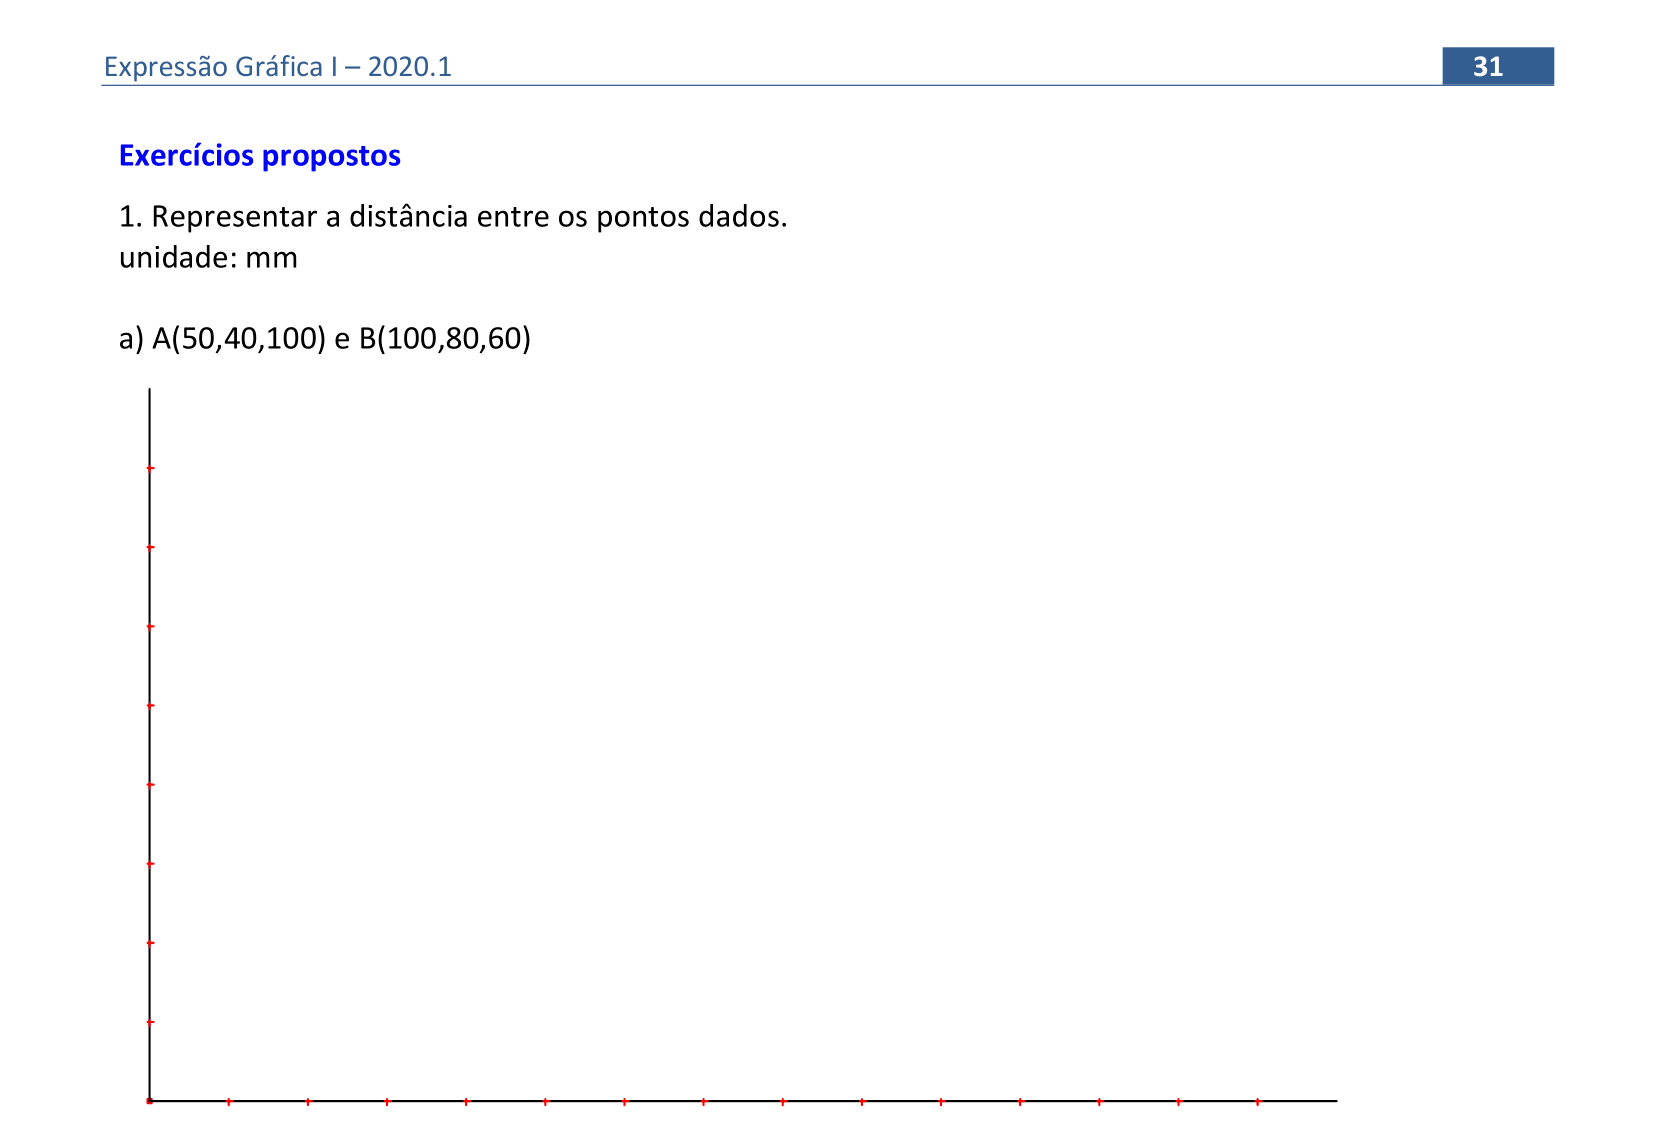 Expressão Gráfica I – 2020.1
31
Exercícios propostos
1. Representar a distância entre os pontos dados.
unidade: mm
a) A(50,40,100) e B(100,80,60)